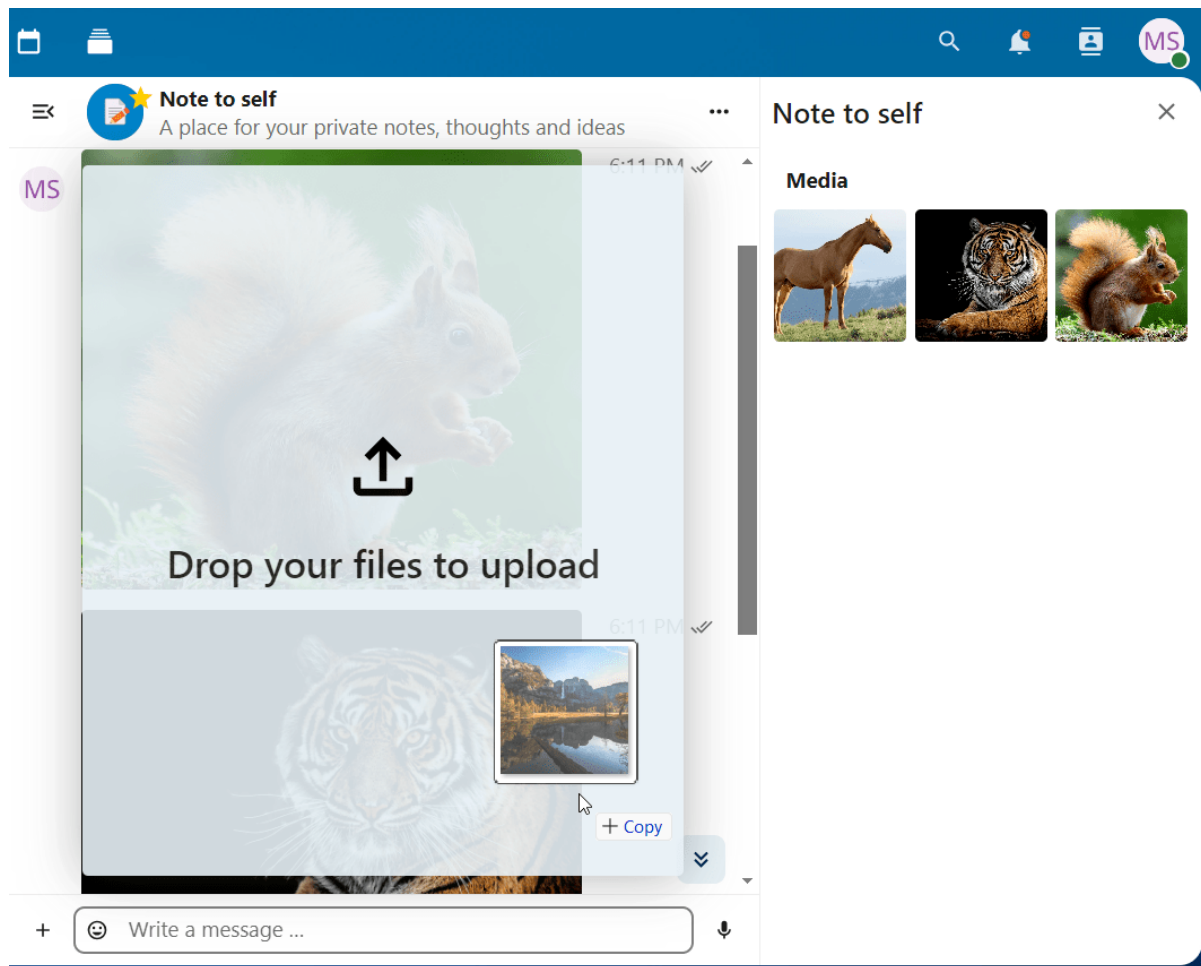 MS
Note to self
A place for your private notes, thoughts and ideas
Note to self
Media
MS
6:11 PM
Drop your files to upload
6:11 PM
Copy
Write a message ...